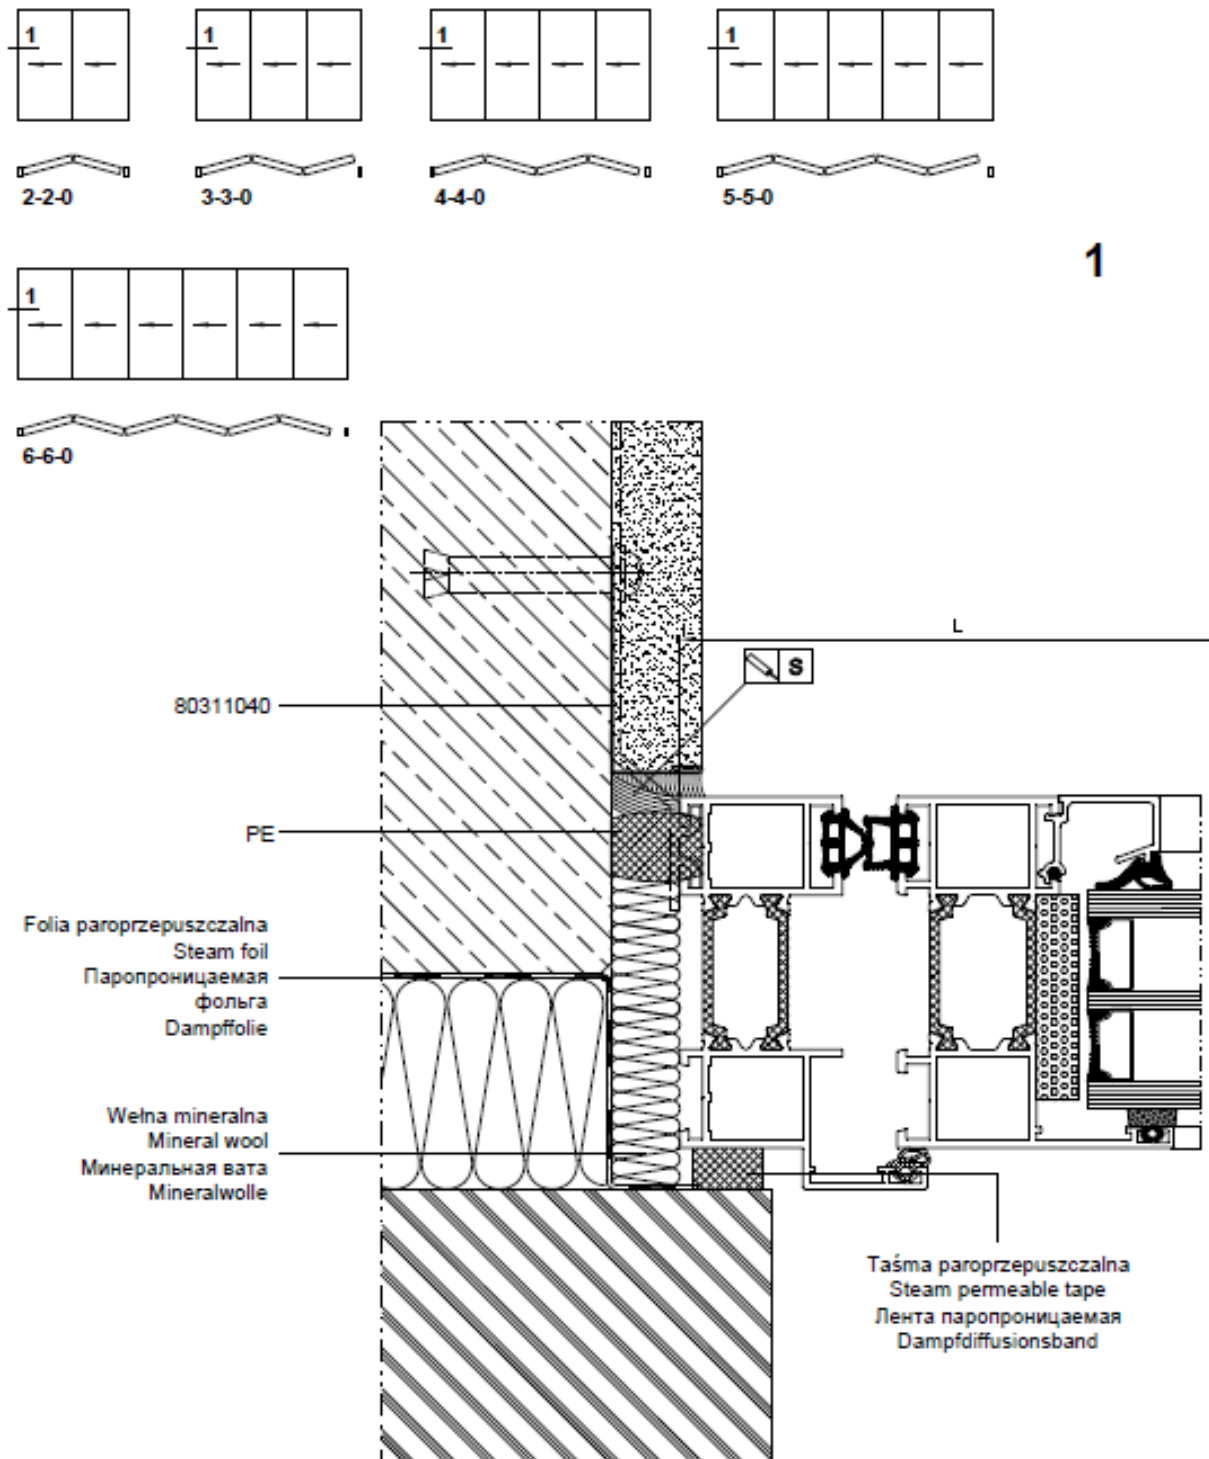 1
1
1
1
2-2-0
3-3-0
4-4-0
5-5-0
1
1
6-6-0
L
S
80311040
PE
Folia paroprzepuszczalna
Steam foil
Паропроницаемая
фольга
Dampffolie
Wełna mineralna
Mineral wool
Минеральная вата
Mineralwolle
Taśma paroprzepuszczalna
Steam permeable tape
Лента паропроницаемая
Dampfdiffusionsband